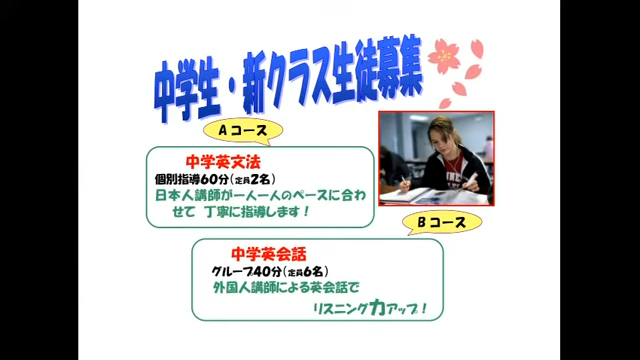 中学生・新クラス生徒募集
Aコース
中学英文法
個別指導60分(定員2名)
日本人講師が一人一人のペースに合わ
せて 丁寧に指導します!
Bコース
中学英会話
グループ40分(定員6名)
外国人講師による英会話で
リスニング力アップ!